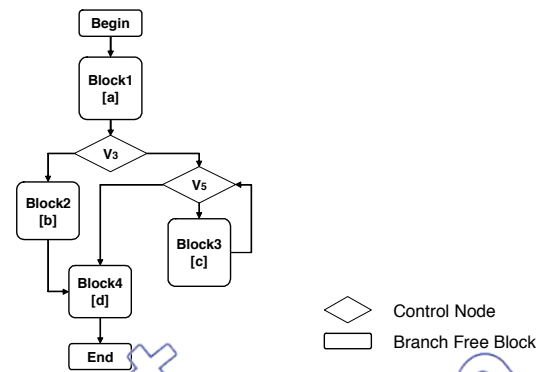 Begin
Block1
[a]
V3
V5
Block2
[b]
Block3
[c]
Block4
[d]
End
Control Node
Branch Free Block